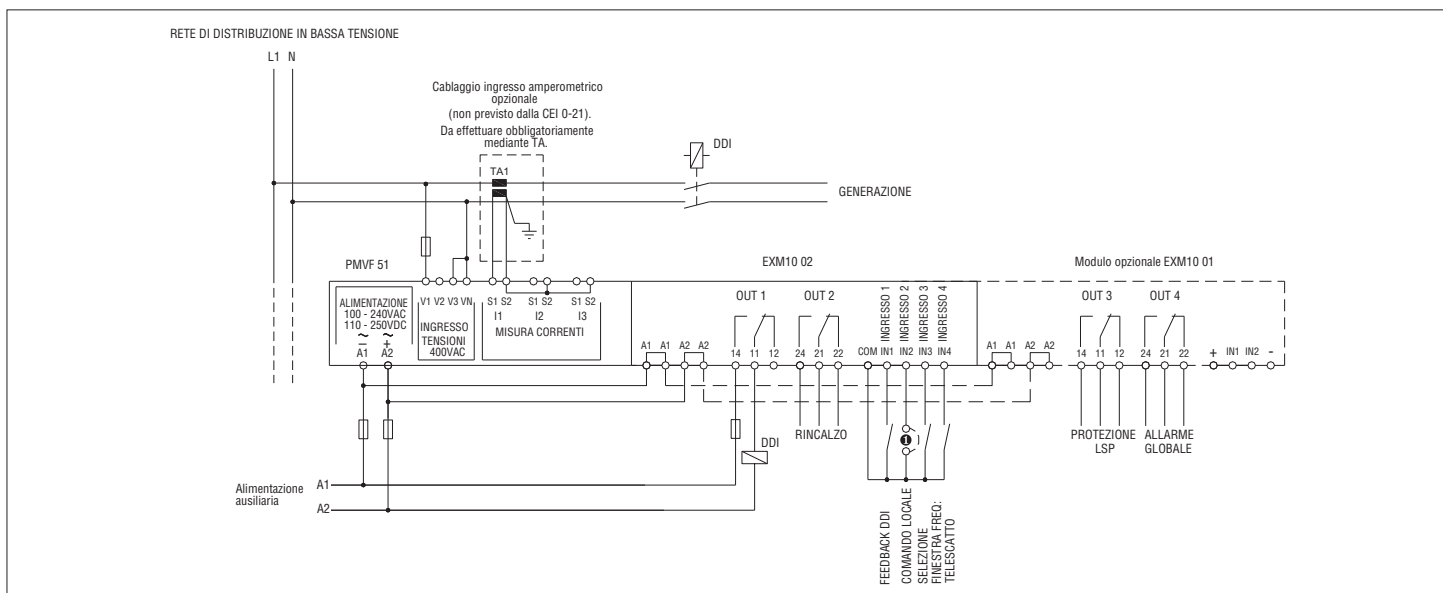 RETE DI DISTRIBUZIONE IN BASSA TENSIONE
L1 N
Cablaggio ingresso amperometrico
opzionale
(non previsto dalla CEI 0-21).
Da effettuare obbligatoriamente
mediante TA.
TA1
DDI
GENERAZIONE
PMVF 51
EXM10 02
Modulo opzionale EXM10 01
ALIMENTAZIONE
100 - 240VAC
110 - 250VDC
~ ~
− +
A1 A2
V1 V2 V3 VN
INGRESSO
TENSIONI
400VAC
S1 S2 S1 S2 S1 S2
I1 I2 I3
MISURA CORRENTI
OUT 1 OUT 2
INGRESSO 1
INGRESSO 2
INGRESSO 3
INGRESSO 4
OUT 3 OUT 4
A1 A1 A2 A2
14 11 12
24 21 22
COM IN1 IN2 IN3 IN4
A1 A1 A2 A2
14 11 12
24 21 22
+ IN1 IN2 -
RINCALZO
1
PROTEZIONE
LSP
ALLARME
GLOBALE
DDI
Alimentazione
ausiliaria
A1
A2
FEEDBACK DDI
COMANDO LOCALE
SELEZIONE
FINESTRA FREQ:
TELESCATTO